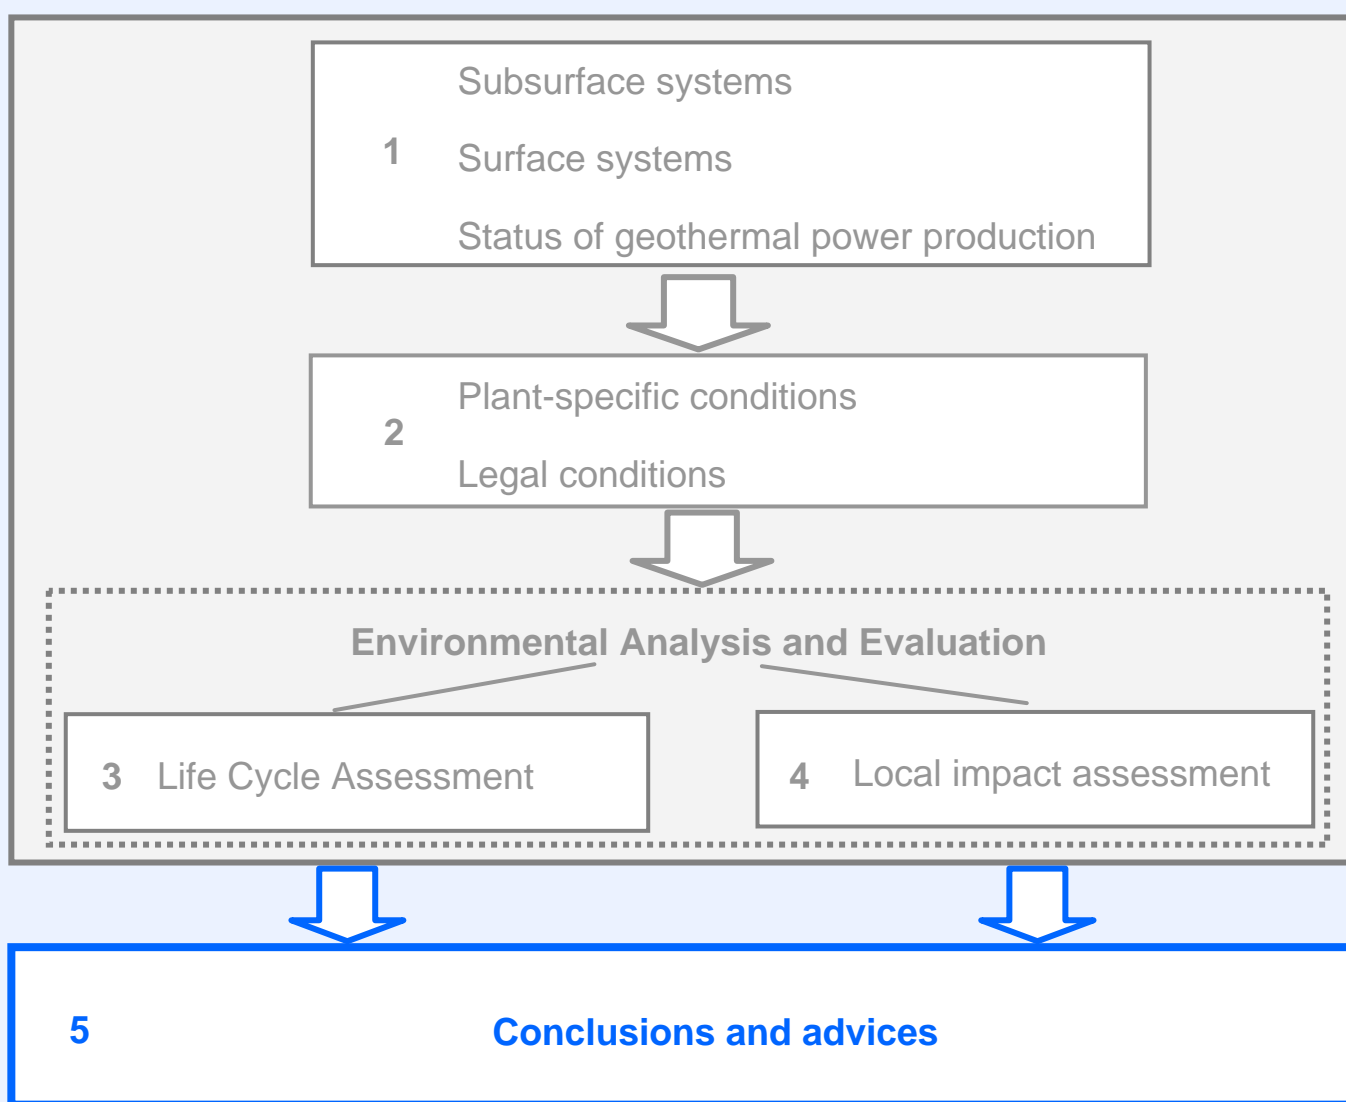 Subsurface systems
1
Surface systems
Status of geothermal power production
Plant-specific conditions
2
Legal conditions
Environmental Analysis and Evaluation
3 Life Cycle Assessment
4 Local impact assessment
5 Conclusions and advices